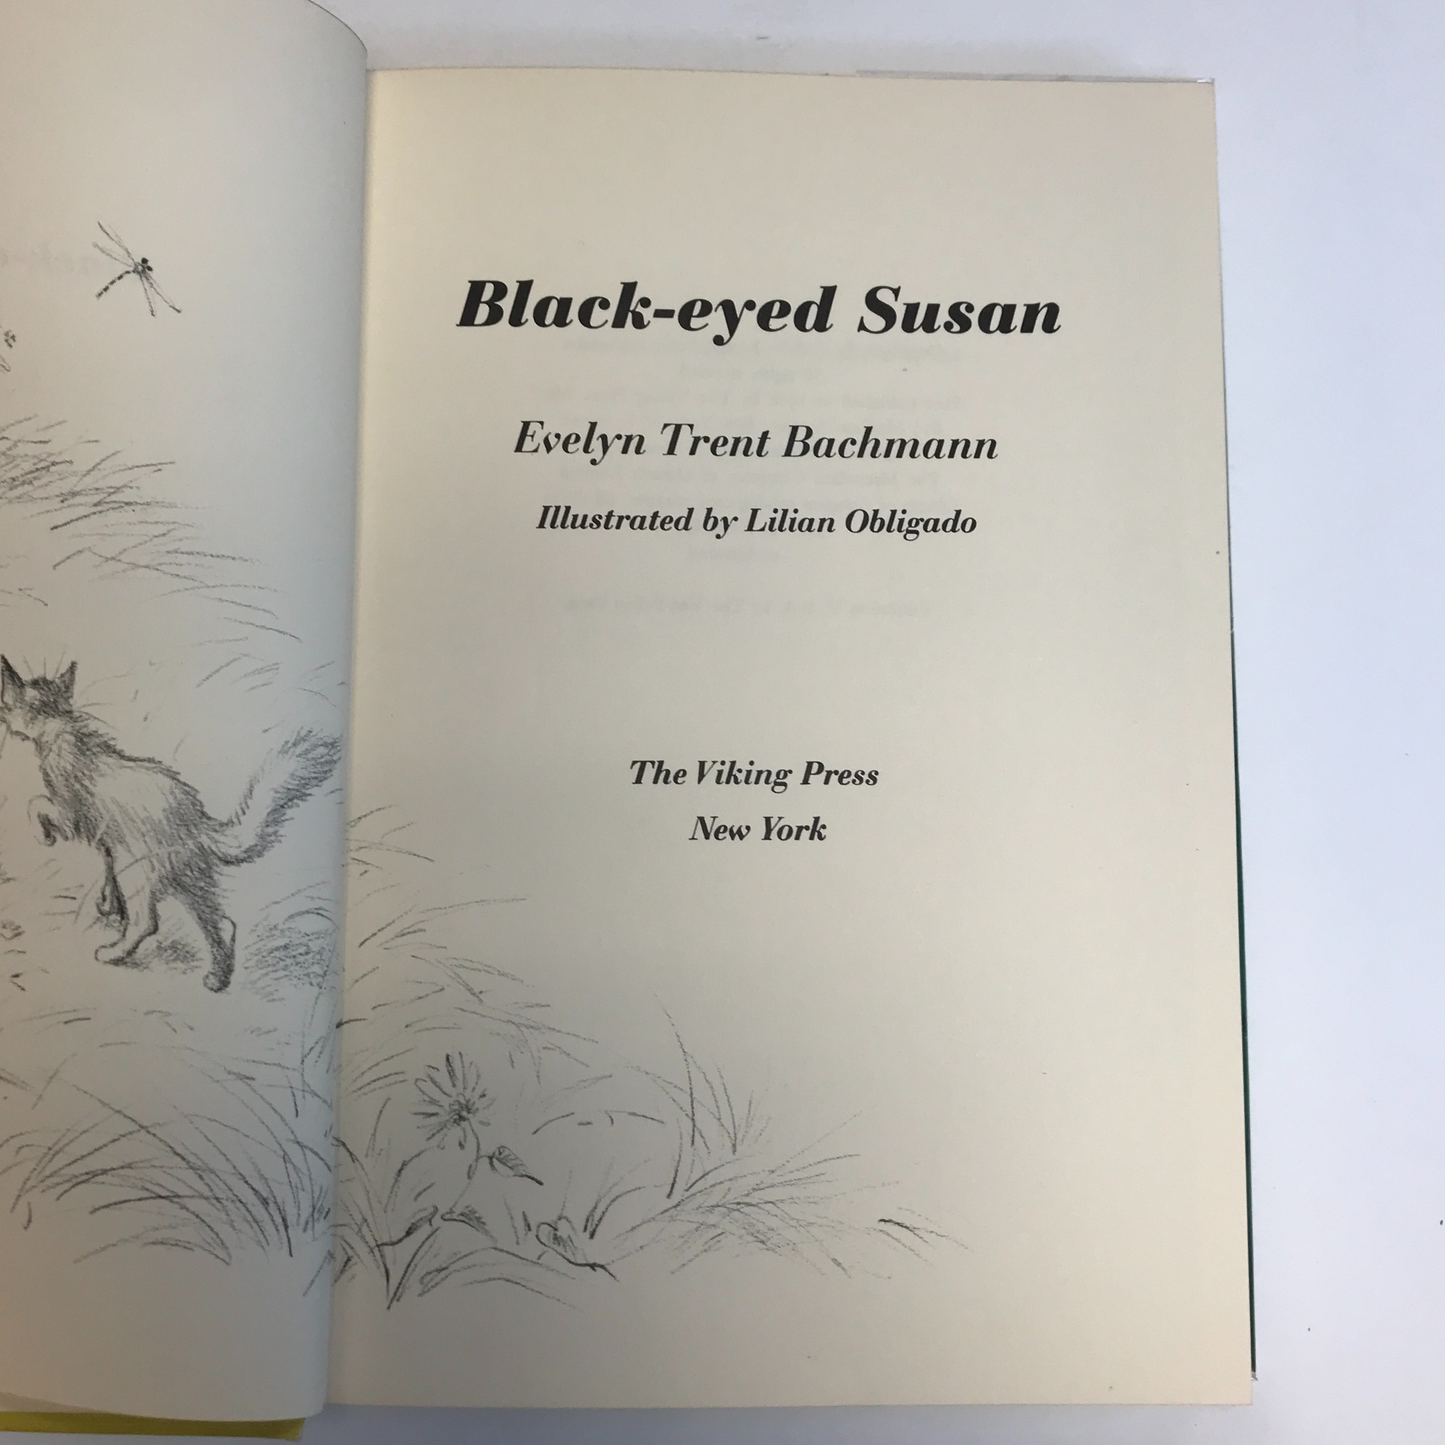 Black-eyed Susan
Evelyn Trent Bachmann
Illustrated by Lilian Obligado
The Viking Press
New York